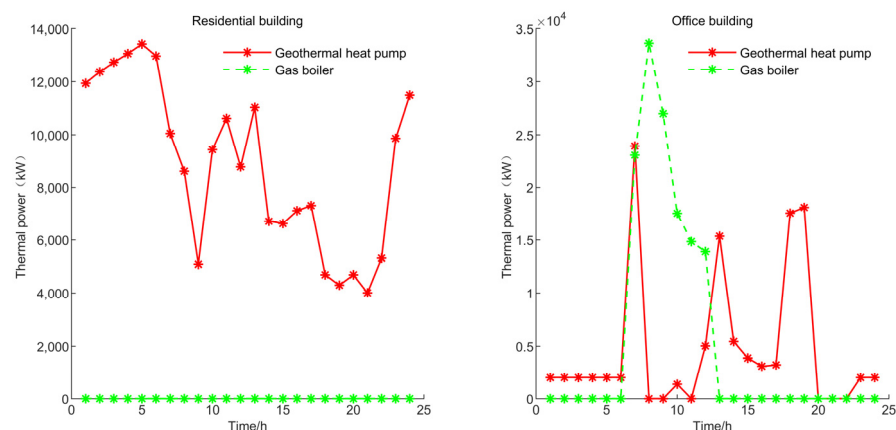 Residential building
14,000
12,000
10,000
8,000
6,000
4,000
2,000
0
Thermal power（kW）
Geothermal heat pump
Gas boiler
0
5
10
15
20
25
Time/h
Office building
×10⁴
3.5
3
2.5
2
1.5
1
0.5
0
Thermal power（kW）
Geothermal heat pump
Gas boiler
0
5
10
15
20
25
Time/h